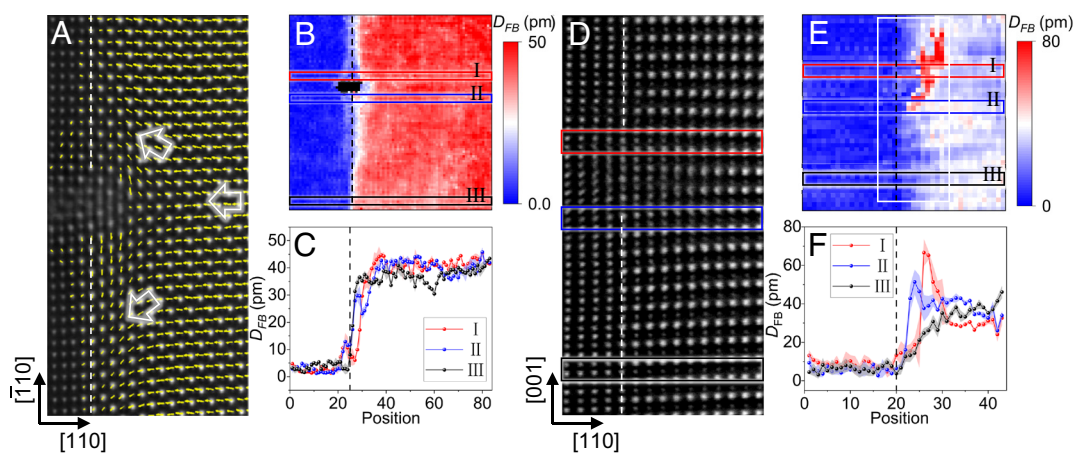 A
[1̄10]
[110]
B
D_FB (pm)
50
0.0
I
II
III
C
D_FB (pm)
50
40
30
20
10
0
0
20
40
60
80
Position
I
II
III
D
[001]
[110]
E
D_FB (pm)
80
0
I
II
III
F
D_FB (pm)
80
60
40
20
0
0
10
20
30
40
Position
I
II
III